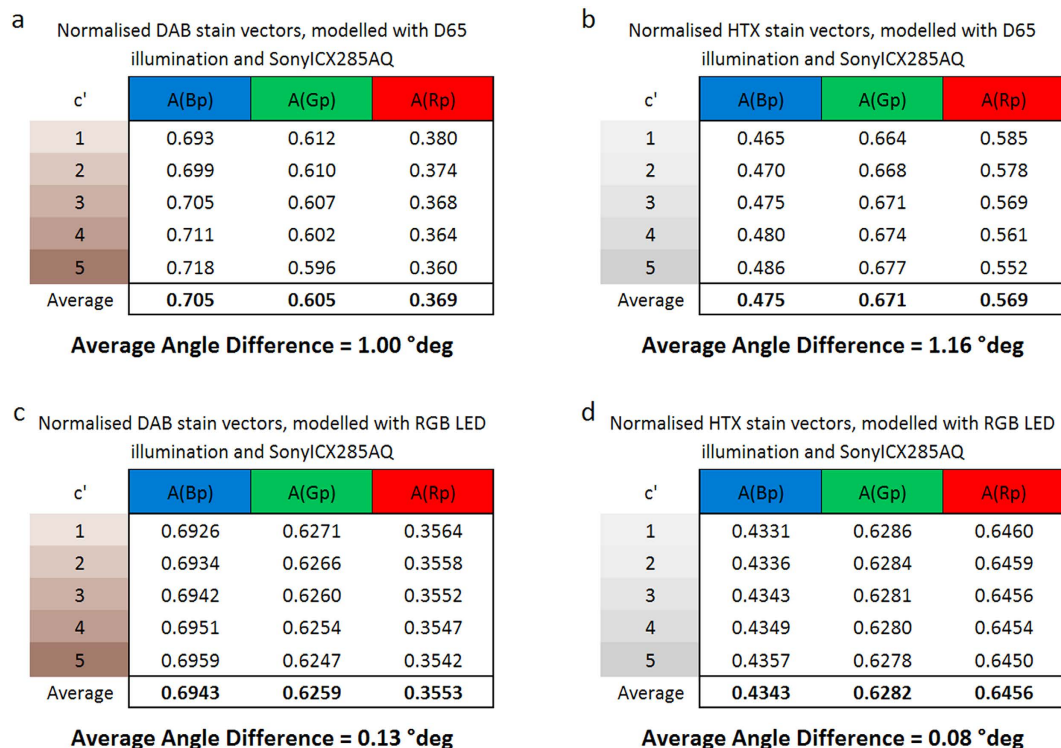 a
Normalised DAB stain vectors, modelled with D65
illumination and SonyICX285AQ
c' A(Bp) A(Gp) A(Rp)
1 0.693 0.612 0.380
2 0.699 0.610 0.374
3 0.705 0.607 0.368
4 0.711 0.602 0.364
5 0.718 0.596 0.360
Average 0.705 0.605 0.369
Average Angle Difference = 1.00 °deg
b
Normalised HTX stain vectors, modelled with D65
illumination and SonyICX285AQ
c' A(Bp) A(Gp) A(Rp)
1 0.465 0.664 0.585
2 0.470 0.668 0.578
3 0.475 0.671 0.569
4 0.480 0.674 0.561
5 0.486 0.677 0.552
Average 0.475 0.671 0.569
Average Angle Difference = 1.16 °deg
c
Normalised DAB stain vectors, modelled with RGB LED
illumination and SonyICX285AQ
c' A(Bp) A(Gp) A(Rp)
1 0.6926 0.6271 0.3564
2 0.6934 0.6266 0.3558
3 0.6942 0.6260 0.3552
4 0.6951 0.6254 0.3547
5 0.6959 0.6247 0.3542
Average 0.6943 0.6259 0.3553
Average Angle Difference = 0.13 °deg
d
Normalised HTX stain vectors, modelled with RGB LED
illumination and SonyICX285AQ
c' A(Bp) A(Gp) A(Rp)
1 0.4331 0.6286 0.6460
2 0.4336 0.6284 0.6459
3 0.4343 0.6281 0.6456
4 0.4349 0.6280 0.6454
5 0.4357 0.6278 0.6450
Average 0.4343 0.6282 0.6456
Average Angle Difference = 0.08 °deg